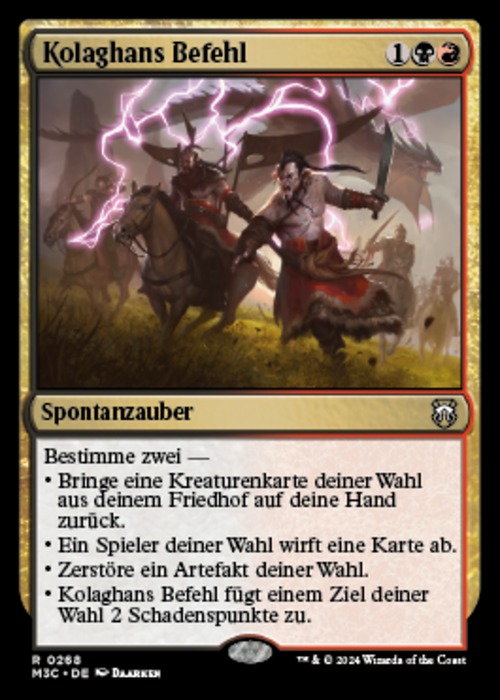 Kolaghans Befehl 1
Spontanzauber
Bestimme zwei —
• Bringe eine Kreaturenkarte deiner Wahl
aus deinem Friedhof auf deine Hand
zurück.
• Ein Spieler deiner Wahl wirft eine Karte ab.
• Zerstöre ein Artefakt deiner Wahl.
• Kolaghans Befehl fügt einem Ziel deiner
Wahl 2 Schadenspunkte zu.
R 0268
M3C • DE Daarken
™ & © 2024 Wizards of the Coast